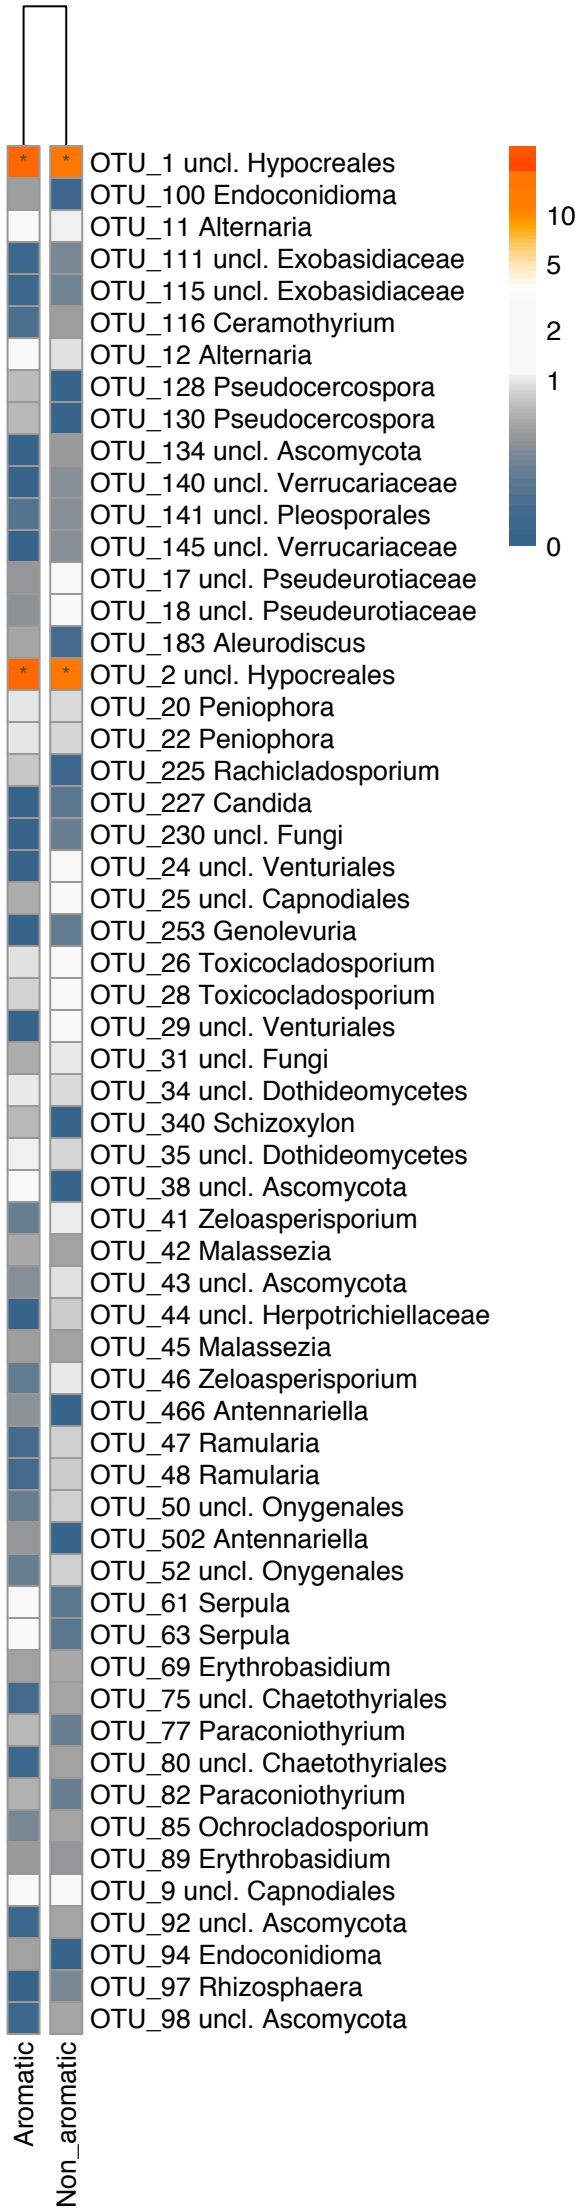 * * OTU_1 uncl. Hypocreales
OTU_100 Endoconidioma
OTU_11 Alternaria
OTU_111 uncl. Exobasidiaceae
OTU_115 uncl. Exobasidiaceae
OTU_116 Ceramothyrium
OTU_12 Alternaria
OTU_128 Pseudocercospora
OTU_130 Pseudocercospora
OTU_134 uncl. Ascomycota
OTU_140 uncl. Verrucariaceae
OTU_141 uncl. Pleosporales
OTU_145 uncl. Verrucariaceae
OTU_17 uncl. Pseudeurotiaceae
OTU_18 uncl. Pseudeurotiaceae
OTU_183 Aleurodiscus
* * OTU_2 uncl. Hypocreales
OTU_20 Peniophora
OTU_22 Peniophora
OTU_225 Rachicladosporium
OTU_227 Candida
OTU_230 uncl. Fungi
OTU_24 uncl. Venturiales
OTU_25 uncl. Capnodiales
OTU_253 Genolevuria
OTU_26 Toxicocladosporium
OTU_28 Toxicocladosporium
OTU_29 uncl. Venturiales
OTU_31 uncl. Fungi
OTU_34 uncl. Dothideomycetes
OTU_340 Schizoxylon
OTU_35 uncl. Dothideomycetes
OTU_38 uncl. Ascomycota
OTU_41 Zeloasperisporium
OTU_42 Malassezia
OTU_43 uncl. Ascomycota
OTU_44 uncl. Herpotrichiellaceae
OTU_45 Malassezia
OTU_46 Zeloasperisporium
OTU_466 Antennariella
OTU_47 Ramularia
OTU_48 Ramularia
OTU_50 uncl. Onygenales
OTU_502 Antennariella
OTU_52 uncl. Onygenales
OTU_61 Serpula
OTU_63 Serpula
OTU_69 Erythrobasidium
OTU_75 uncl. Chaetothyriales
OTU_77 Paraconiothyrium
OTU_80 uncl. Chaetothyriales
OTU_82 Paraconiothyrium
OTU_85 Ochrocladosporium
OTU_89 Erythrobasidium
OTU_9 uncl. Capnodiales
OTU_92 uncl. Ascomycota
OTU_94 Endoconidioma
OTU_97 Rhizosphaera
OTU_98 uncl. Ascomycota
Aromatic
Non_aromatic
10
5
2
1
0